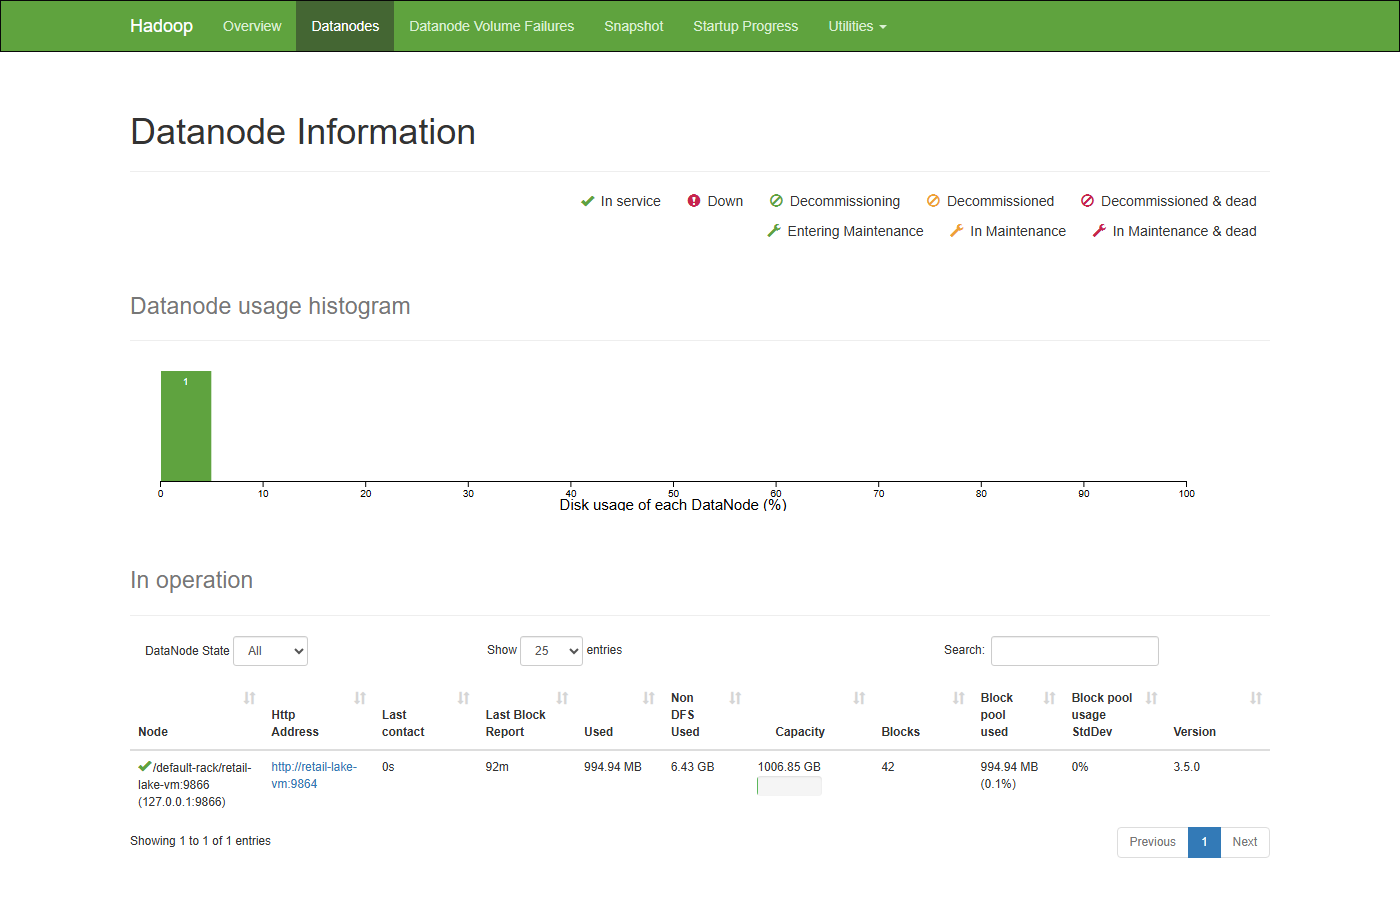 Hadoop Overview Datanodes Datanode Volume Failures Snapshot Startup Progress Utilities
Datanode Information
In service Down Decommissioning Decommissioned Decommissioned & dead
Entering Maintenance In Maintenance In Maintenance & dead
Datanode usage histogram
1
0 10 20 30 40 50 60 70 80 90 100
Disk usage of each DataNode (%)
In operation
DataNode State All Show 25 entries Search:
Node
Http Address
Last contact
Last Block Report
Used
Non DFS Used
Capacity
Blocks
Block pool used
Block pool usage StdDev
Version
/default-rack/retail-
lake-vm:9866
(127.0.0.1:9866)
http://retail-lake-
vm:9864
0s
92m
994.94 MB
6.43 GB
1006.85 GB
42
994.94 MB
(0.1%)
0%
3.5.0
Showing 1 to 1 of 1 entries
Previous 1 Next